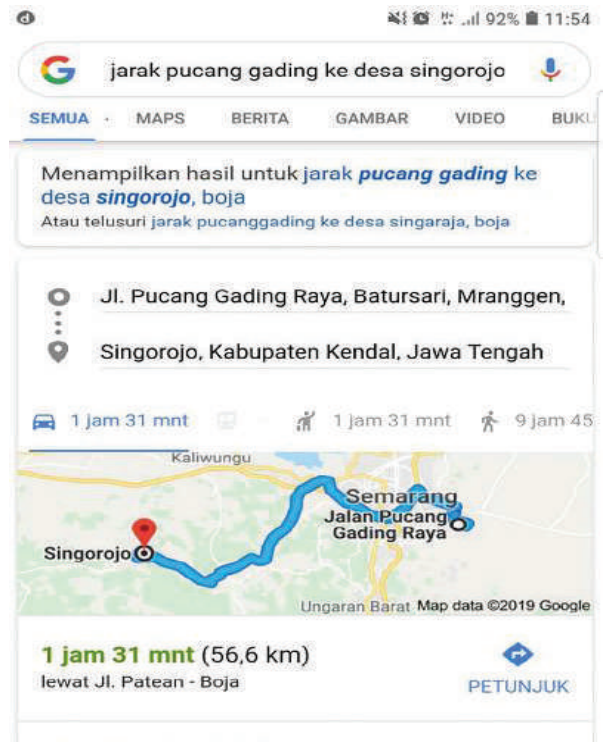 92% 11:54
jarak pucang gading ke desa singorojo
SEMUA · MAPS BERITA GAMBAR VIDEO BUKU
Menampilkan hasil untuk jarak pucang gading ke
desa singorojo, boja
Atau telusuri jarak pucanggading ke desa singaraja, boja
Jl. Pucang Gading Raya, Batursari, Mranggen,
Singorojo, Kabupaten Kendal, Jawa Tengah
1 jam 31 mnt 1 jam 31 mnt 9 jam 45
Kaliwungu
Semarang
Jalan Pucang
Gading Raya
Singorojo
Ungaran Barat Map data ©2019 Google
1 jam 31 mnt (56,6 km)
lewat Jl. Patean - Boja
PETUNJUK